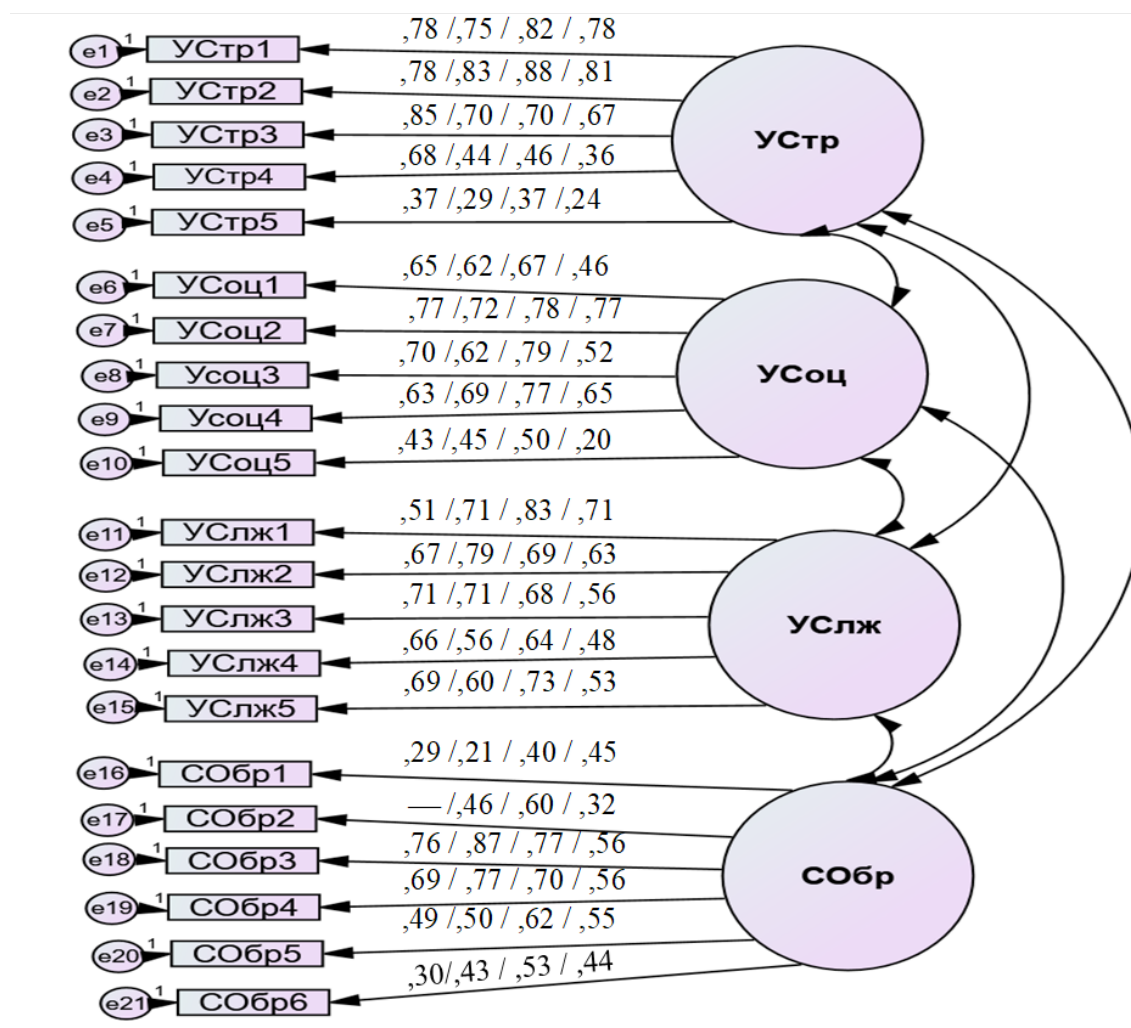 e1 1 УСтр1 ,78 /,75 / ,82 / ,78
e2 1 УСтр2 ,78 /,83 / ,88 / ,81
e3 1 УСтр3 ,85 / ,70 / ,70 / ,67
e4 1 УСтр4 ,68 / ,44 / ,46 / ,36
e5 1 УСтр5 ,37 /,29 / ,37 /,24
УСтр
e6 1 УСоц1 ,65 /,62 /,67 / ,46
e7 1 УСоц2 ,77 /,72 / ,78 / ,77
e8 1 Усоц3 ,70 /,62 / ,79 / ,52
e9 1 Усоц4 ,63 /,69 / ,77 / ,65
e10 1 УСоц5 ,43 /,45 / ,50 / ,20
УСоц
e11 1 УСлж1 ,51 /,71 / ,83 / ,71
e12 1 УСлж2 ,67 /,79 / ,69 / ,63
e13 1 УСлж3 ,71 /,71 / ,68 / ,56
e14 1 УСлж4 ,66 /,56 / ,64 / ,48
e15 1 УСлж5 ,69 /,60 / ,73 / ,53
УСлж
e16 1 СОбр1 ,29 /,21 / ,40 / ,45
e17 1 СОбр2 — /,46 / ,60 / ,32
e18 1 СОбр3 ,76 / ,87 / ,77 / ,56
e19 1 СОбр4 ,69 / ,77 / ,70 / ,56
e20 1 СОбр5 ,49 /,50 / ,62 / ,55
e21 1 СОбр6 ,30/,43 / ,53 / ,44
СОбр